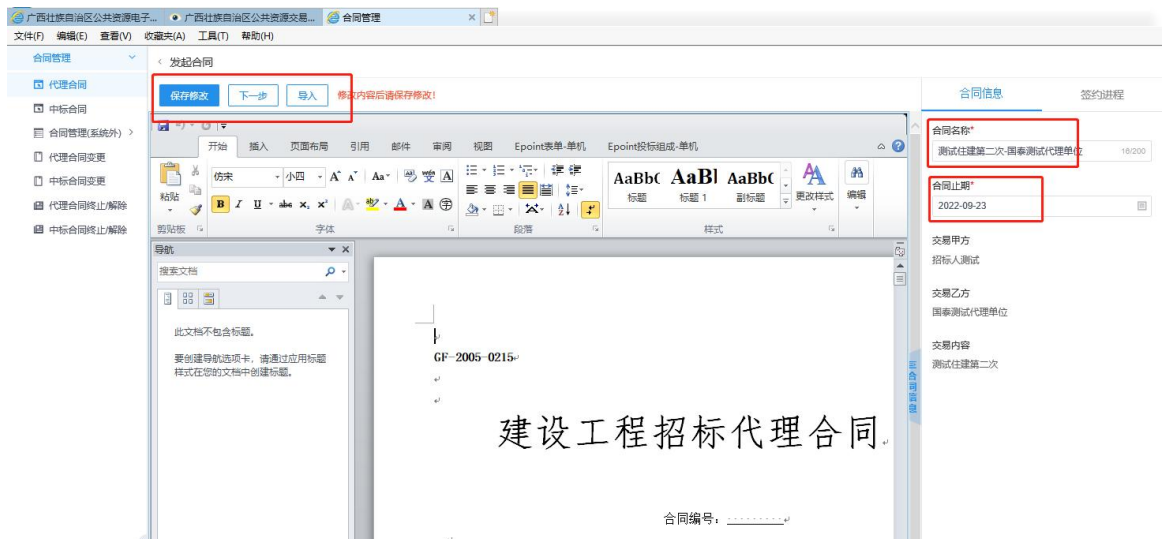 广西壮族自治区公共资源电子... 广西壮族自治区公共资源交易... 合同管理
文件(F) 编辑(E) 查看(V) 收藏夹(A) 工具(T) 帮助(H)
合同管理
代理合同
中标合同
合同管理(系统外)
代理合同变更
中标合同变更
代理合同终止/解除
中标合同终止/解除
发起合同
保存修改 下一步 导入 修改内容后请保存修改!
开始 插入 页面布局 引用 邮件 审阅 视图 Epoint表单-单机 Epoint投标组成-单机
粘贴
仿宋 小四
AaBb( AaBl AaBb(
标题 标题 1 副标题
更改样式 编辑
剪贴板 字体 段落 样式
导航
搜索文档
此文档不包含标题。
要创建导航选项卡，请通过应用标题
样式在您的文档中创建标题。
GF-2005-0215
建设工程招标代理合同
合同编号：
合同信息
合同信息 签约进程
合同名称*
测试住建第二次-国泰测试代理单位 16/200
合同止期*
2022-09-23
交易甲方
招标人测试
交易乙方
国泰测试代理单位
交易内容
测试住建第二次